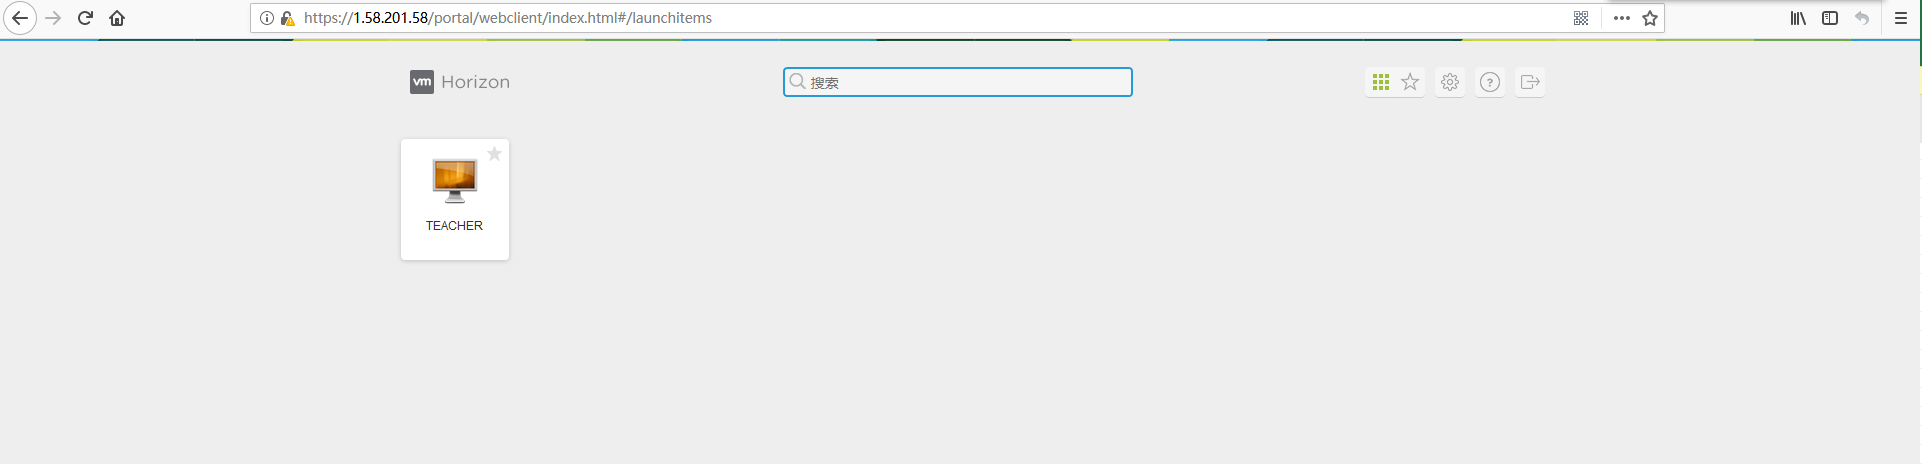 https://1.58.201.58/portal/webclient/index.html#/launchitems
vm Horizon
搜索
TEACHER